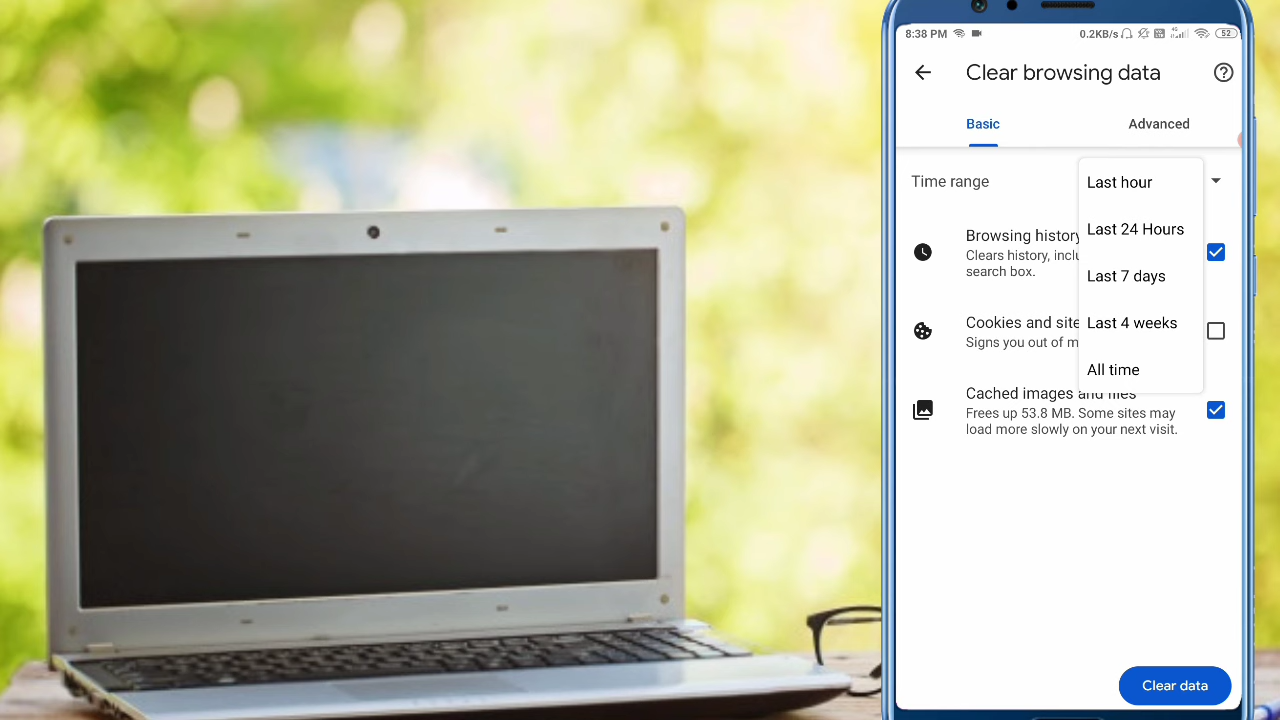 8:38 PM 0.2KB/s 52
Clear browsing data
Basic Advanced
Time range
Last hour
Last 24 Hours
Last 7 days
Last 4 weeks
All time
Browsing history
Clears history, inclu
search box.
Cookies and site
Signs you out of m
Cached images and files
Frees up 53.8 MB. Some sites may
load more slowly on your next visit.
Clear data